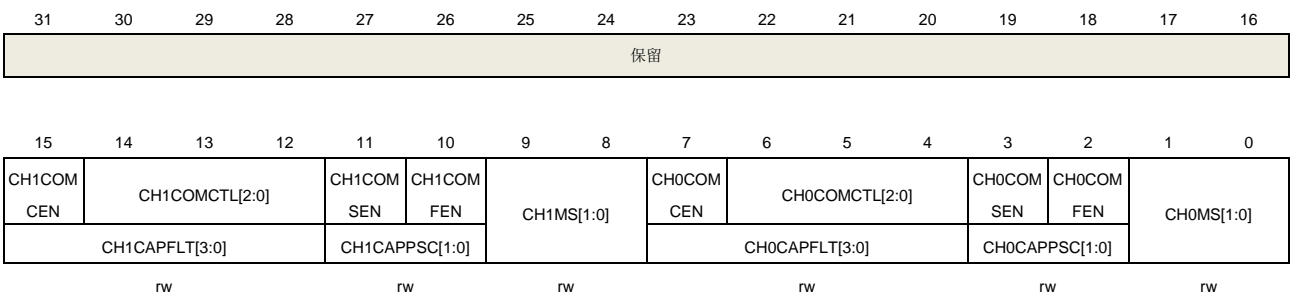 31 30 29 28 27 26 25 24 23 22 21 20 19 18 17 16
保留
15 14 13 12 11 10 9 8 7 6 5 4 3 2 1 0
CH1COM CEN CH1COMCTL[2:0] CH1COM SEN CH1COM FEN CH1MS[1:0] CH0COM CEN CH0COMCTL[2:0] CH0COM SEN CH0COM FEN CH0MS[1:0]
CH1CAPFLT[3:0] CH1CAPPSC[1:0] CH0CAPFLT[3:0] CH0CAPPSC[1:0]
rw rw rw rw rw rw